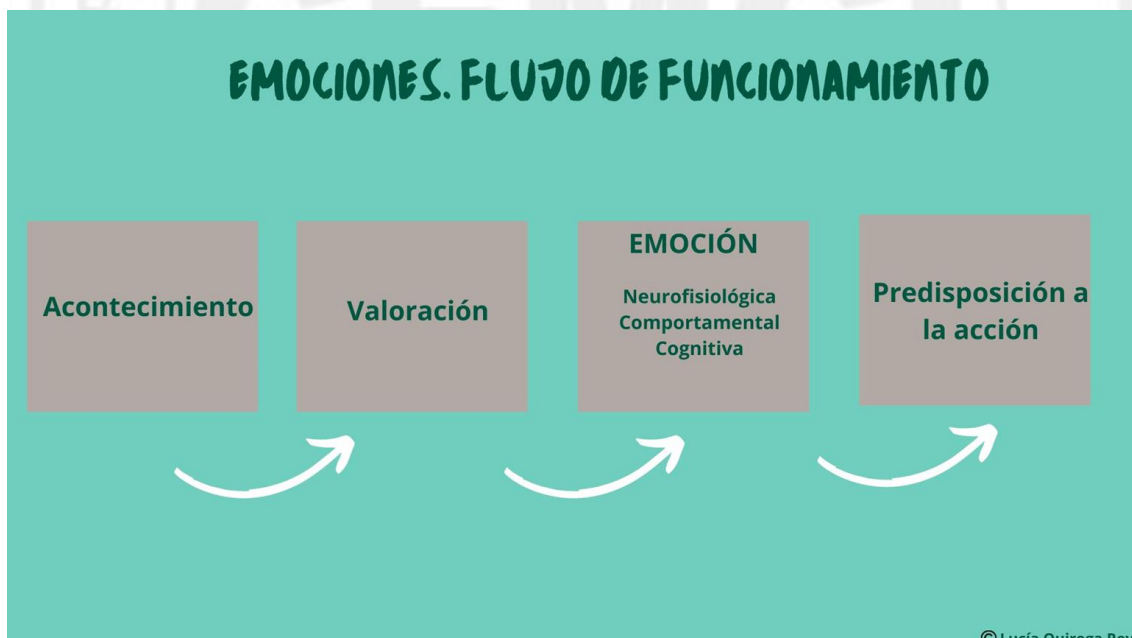 EMOCIONES. FLUJO DE FUNCIONAMIENTO
Acontecimiento
Valoración
EMOCIÓN
Neurofisiológica
Comportamental
Cognitiva
Predisposición a
la acción
© Lucía Quiroga